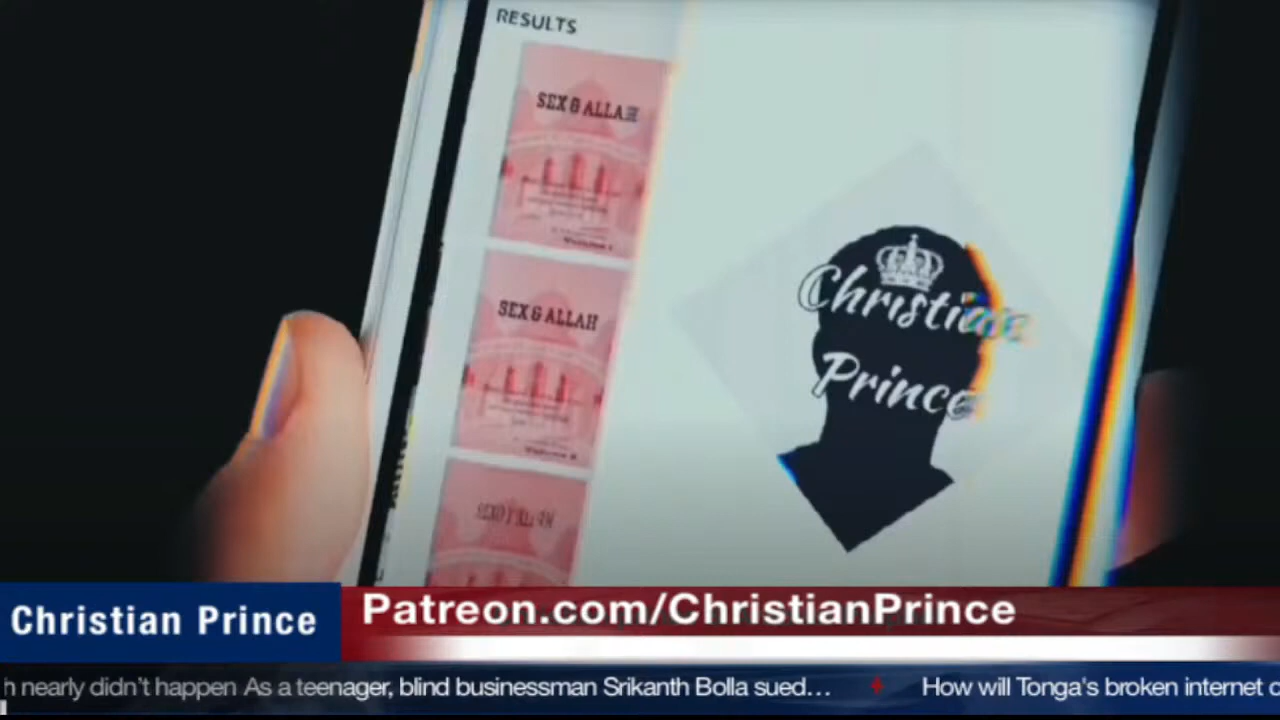 RESULTS
SEX & ALLAH
SEX & ALLAH
Christian
Prince
Christian Prince
Patreon.com/ChristianPrince
h nearly didn't happen As a teenager, blind businessman Srikanth Bolla sued...
How will Tonga's broken internet c